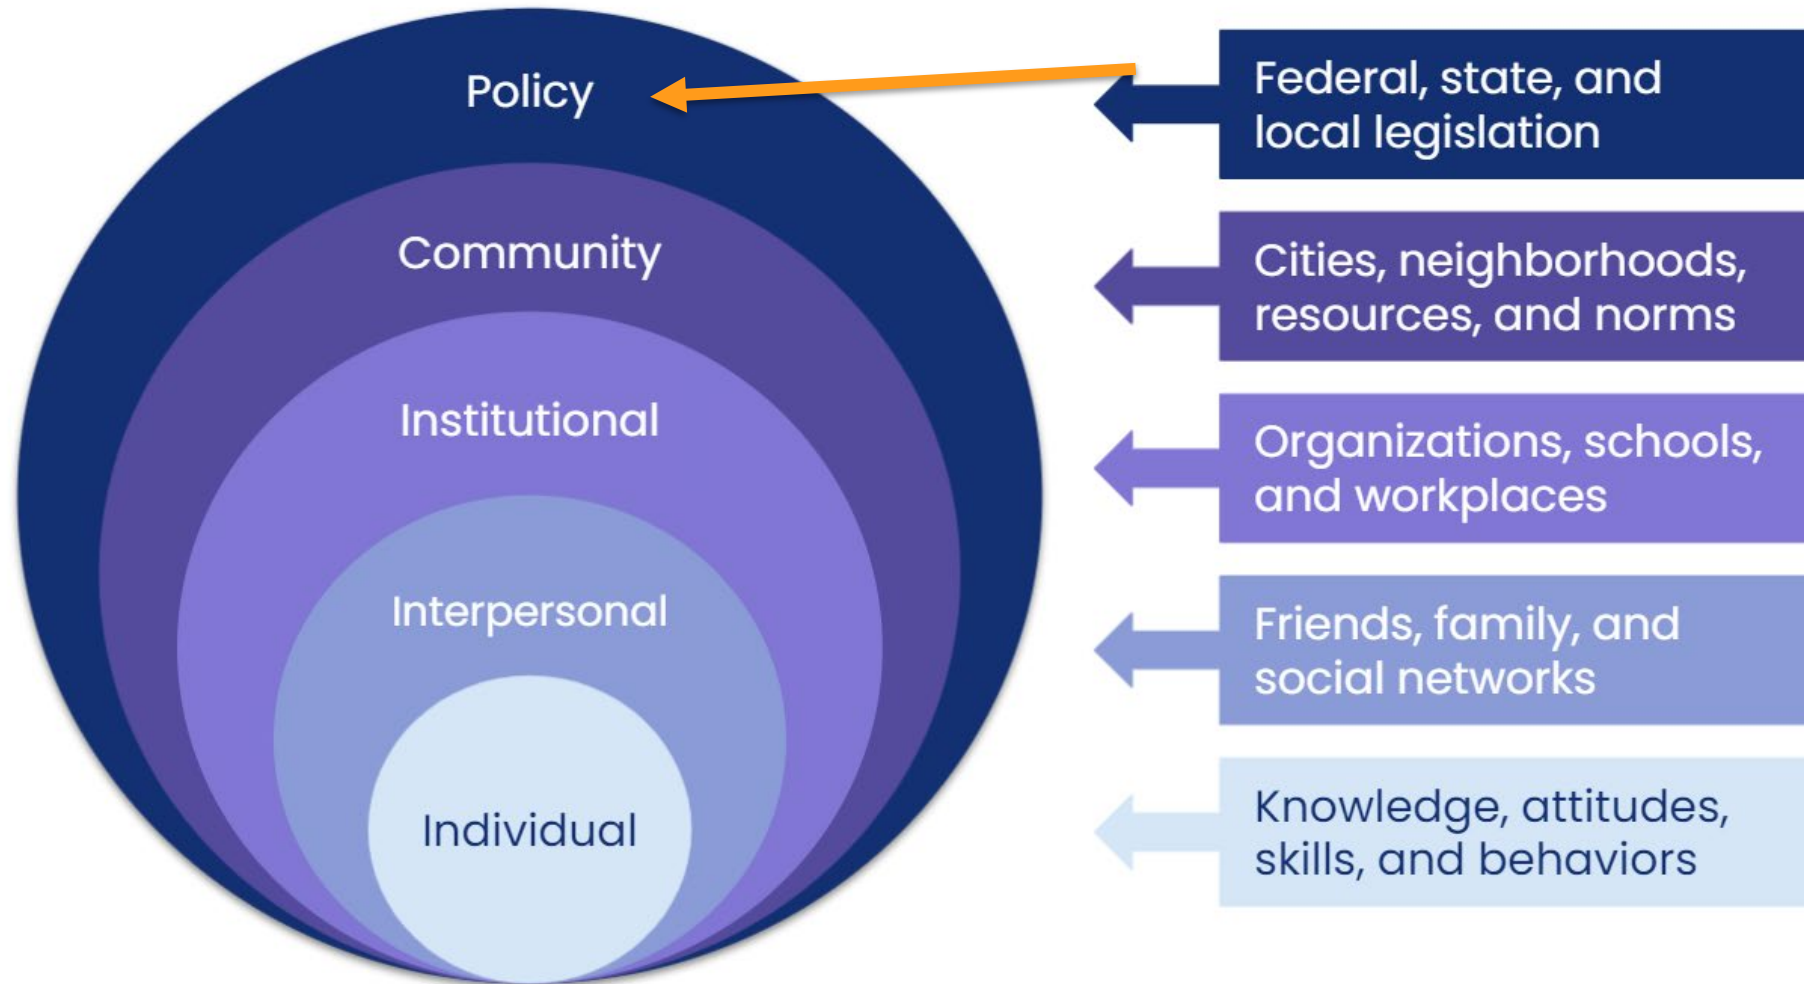 Policy
Federal, state, and
local legislation
Community
Cities, neighborhoods,
resources, and norms
Institutional
Organizations, schools,
and workplaces
Interpersonal
Friends, family, and
social networks
Individual
Knowledge, attitudes,
skills, and behaviors